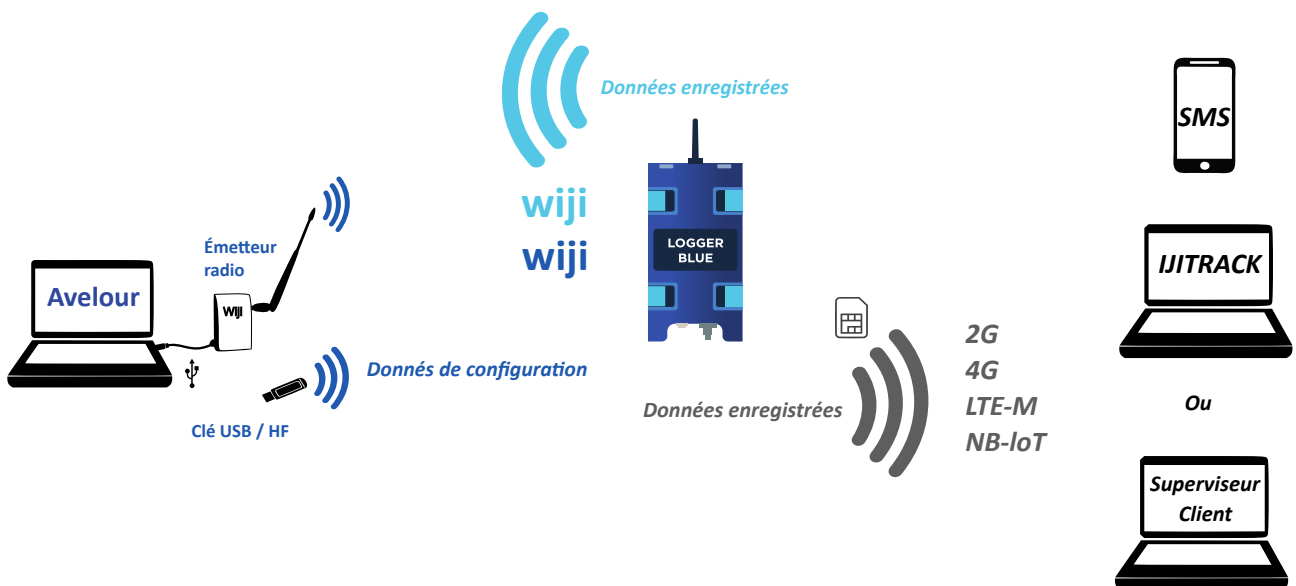 Données enregistrées
SMS
wiji
wiji
LOGGER
BLUE
Émetteur
radio
Avelour
wiji
IJITRACK
Donnés de configuration
Clé USB / HF
Données enregistrées
2G
4G
LTE-M
NB-IoT
Ou
Superviseur
Client